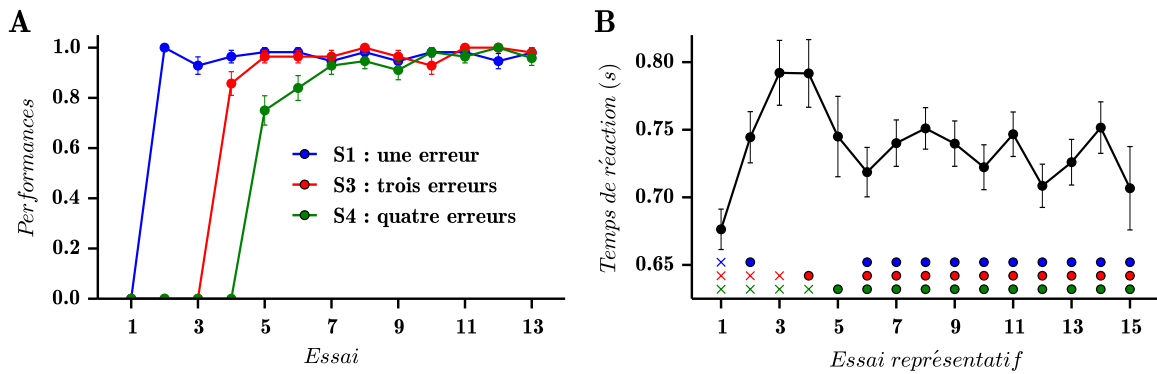 A
Performances
1.0
0.8
0.6
0.4
0.2
0.0
S1 : une erreur
S3 : trois erreurs
S4 : quatre erreurs
1 3 5 7 9 11 13
Essai
B
Temps de réaction (s)
0.80
0.75
0.70
0.65
1 3 5 7 9 11 13 15
Essai représentatif